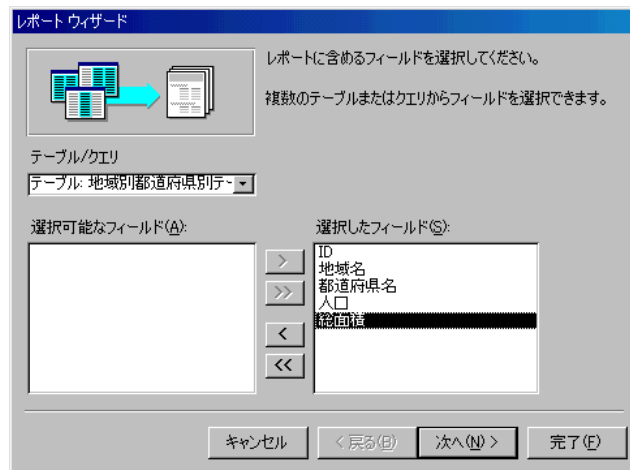 レポート ウィザード
レポートに含めるフィールドを選択してください。
複数のテーブルまたはクエリからフィールドを選択できます。
テーブル/クエリ
テーブル: 地域別都道府県別テ
選択可能なフィールド(A):
選択したフィールド(S):
>
>>
<
<<
ID
地域名
都道府県名
人口
総面積
キャンセル
< 戻る(B)
次へ(N) >
完了(F)